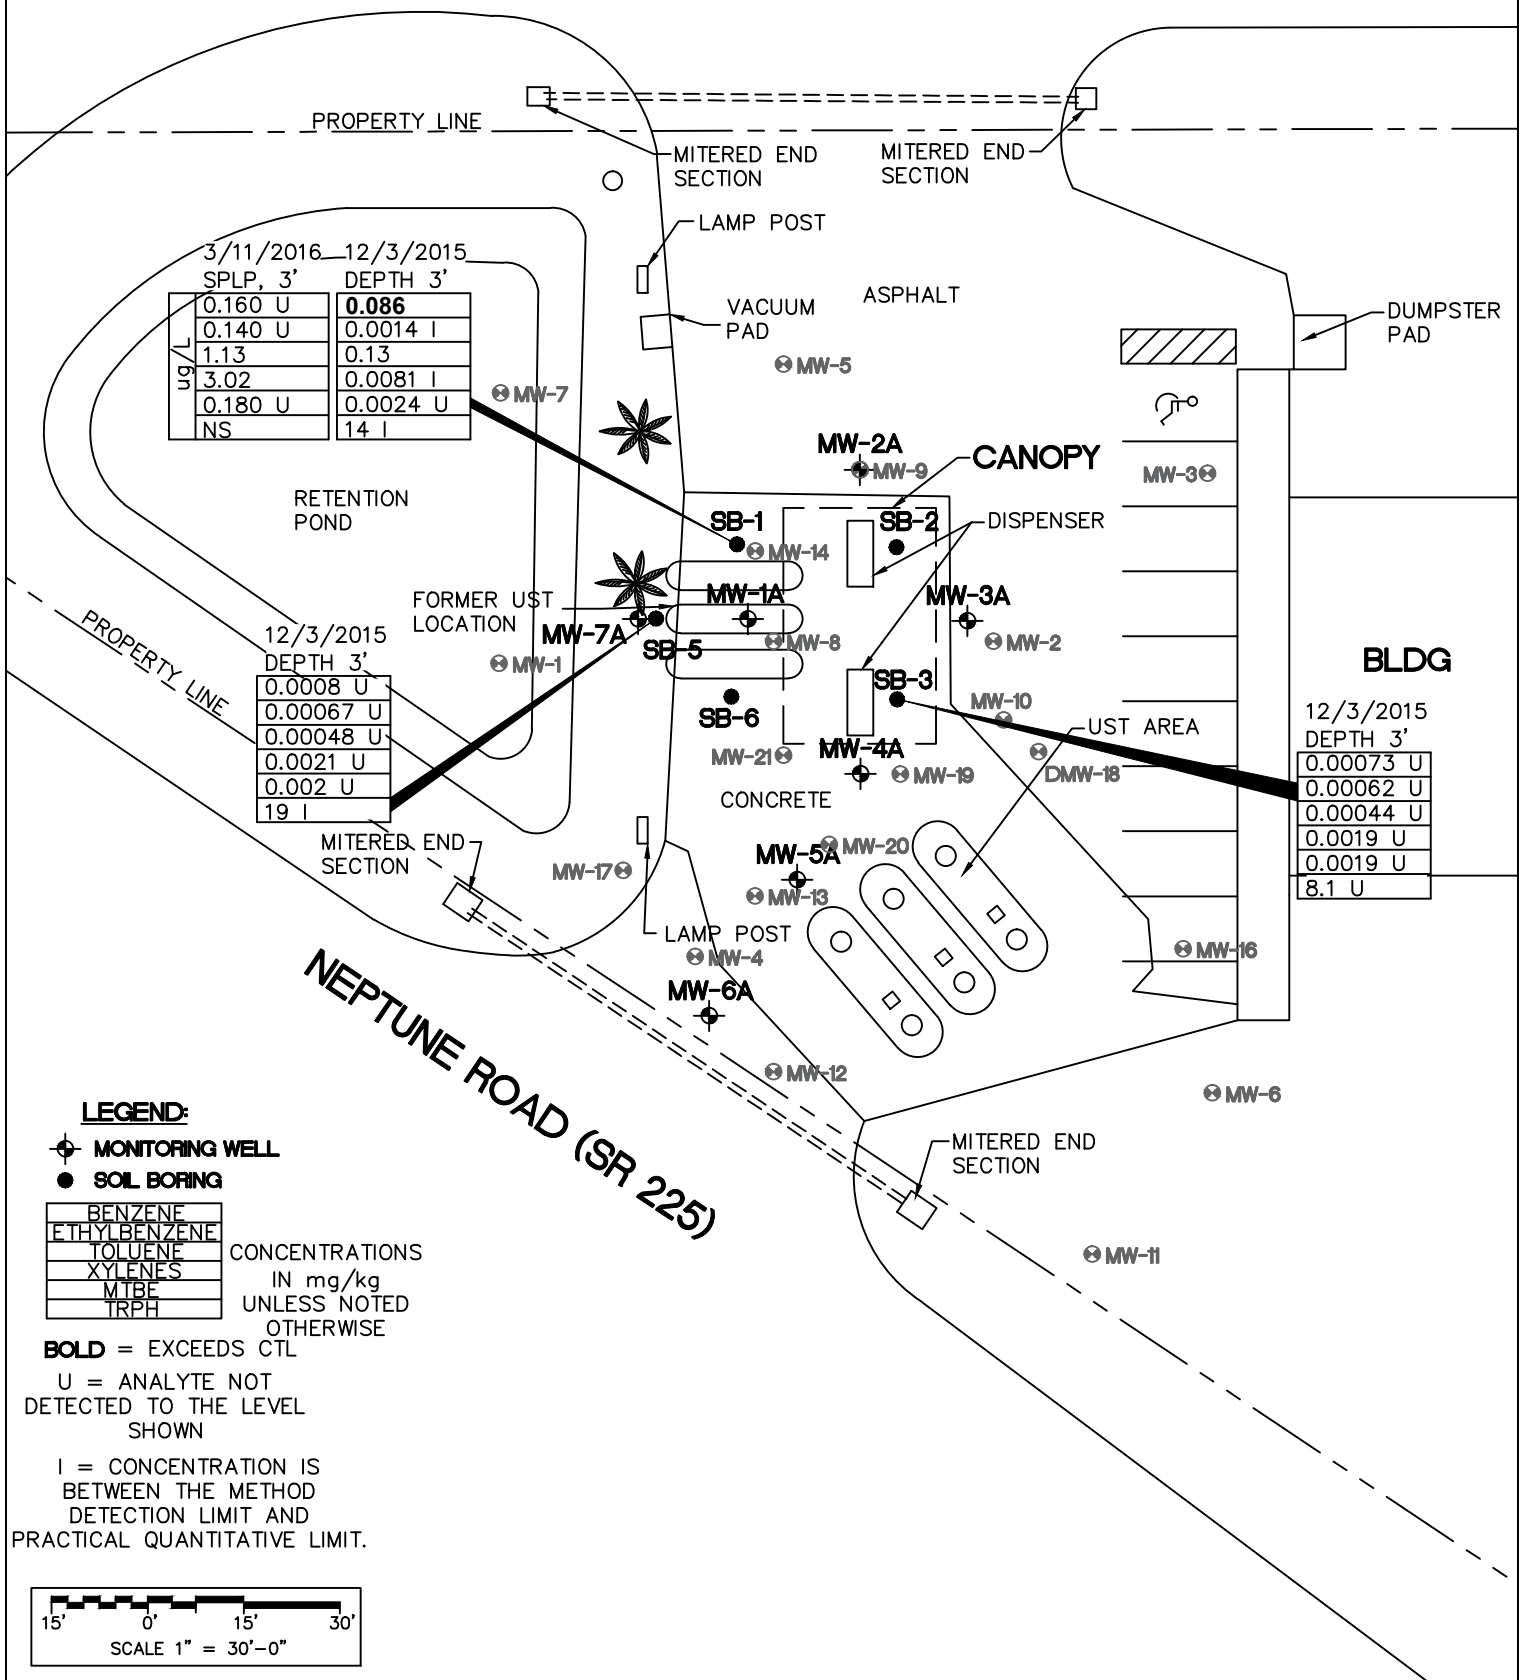 PROPERTY LINE
MITERED END
SECTION
MITERED END
SECTION
LAMP POST
3/11/2016
SPLP, 3'
12/3/2015
DEPTH 3'
ug/L
0.160 U
0.086
0.140 U
0.0014 I
1.13
0.13
3.02
0.0081 I
0.180 U
0.0024 U
NS
14 I
VACUUM
PAD
ASPHALT
DUMPSTER
PAD
MW-5
MW-7
MW-2A
MW-9
CANOPY
MW-3
RETENTION
POND
SB-1
SB-2
DISPENSER
MW-14
FORMER UST
LOCATION
MW-1A
MW-3A
MW-7A
SB-5
MW-8
MW-2
PROPERTY LINE
12/3/2015
DEPTH 3'
0.0008 U
0.00067 U
0.00048 U
0.0021 U
0.002 U
19 I
MW-1
BLDG
SB-3
SB-6
MW-10
12/3/2015
DEPTH 3'
0.00073 U
0.00062 U
0.00044 U
0.0019 U
0.0019 U
8.1 U
UST AREA
MW-21
MW-4A
MW-19
DMW-18
CONCRETE
MITERED END
SECTION
MW-17
MW-5A
MW-20
MW-13
LAMP POST
MW-4
MW-16
MW-6A
NEPTUNE ROAD (SR 225)
MW-12
MW-6
MITERED END
SECTION
MW-11
LEGEND:
MONITORING WELL
SOIL BORING
BENZENE
ETHYLBENZENE
TOLUENE
XYLENES
MTBE
TRPH
CONCENTRATIONS
IN mg/kg
UNLESS NOTED
OTHERWISE
BOLD = EXCEEDS CTL
U = ANALYTE NOT
DETECTED TO THE LEVEL
SHOWN
I = CONCENTRATION IS
BETWEEN THE METHOD
DETECTION LIMIT AND
PRACTICAL QUANTITATIVE LIMIT.
15' 0' 15' 30'
SCALE 1" = 30'-0"